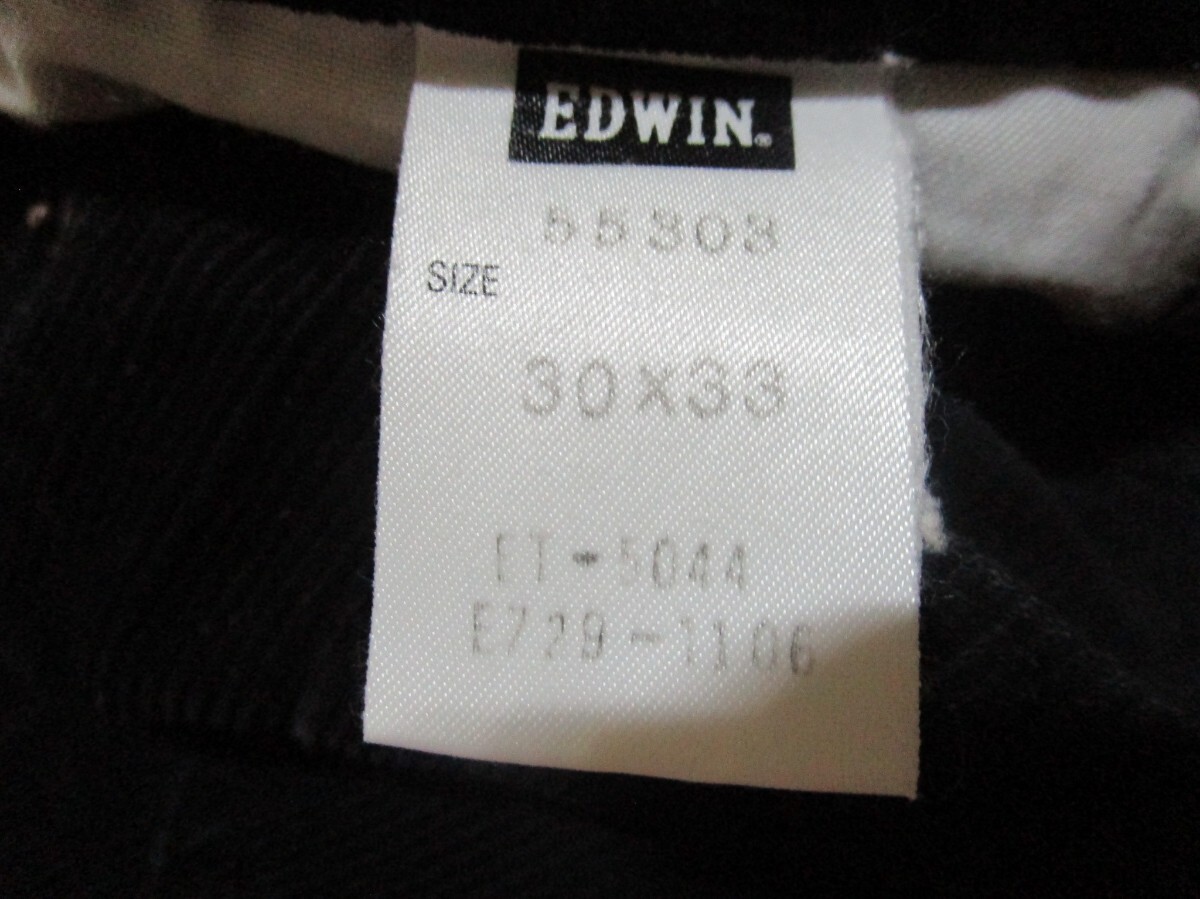 EDWIN®
55303
SIZE
30X33
ET-5044
E729-1106